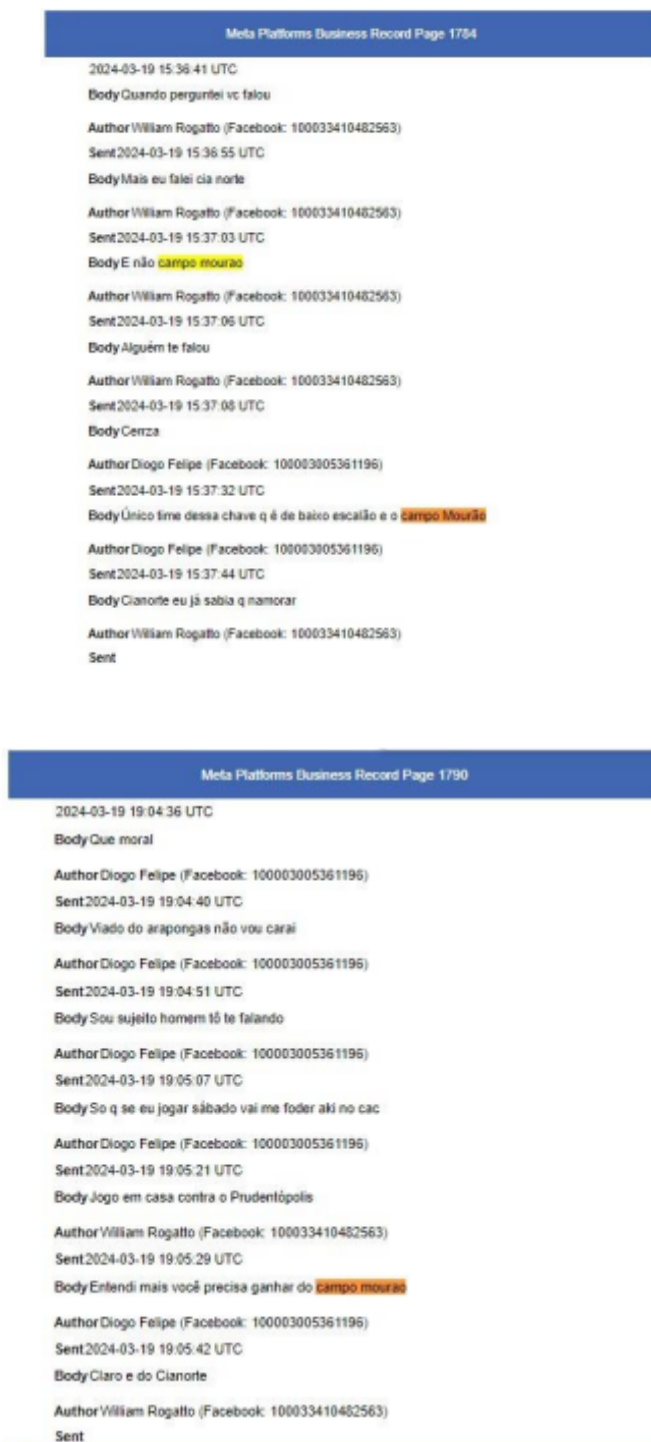 Meta Platforms Business Record Page 1784
2024-03-19 15:36:41 UTC
Body Quando perguntei vc falou
Author William Rogatto (Facebook: 100033410482563)
Sent 2024-03-19 15:36:55 UTC
Body Mais eu falei cia norte
Author William Rogatto (Facebook: 100033410482563)
Sent 2024-03-19 15:37:03 UTC
Body E não campo mourao
Author William Rogatto (Facebook: 100033410482563)
Sent 2024-03-19 15:37:06 UTC
Body Alguém te falou
Author William Rogatto (Facebook: 100033410482563)
Sent 2024-03-19 15:37:08 UTC
Body Cerrza
Author Diogo Felipe (Facebook: 100003005361196)
Sent 2024-03-19 15:37:32 UTC
Body Único time dessa chave q é de baixo escalão e o campo Mourão
Author Diogo Felipe (Facebook: 100003005361196)
Sent 2024-03-19 15:37:44 UTC
Body Cianorte eu já sabia q namorar
Author William Rogatto (Facebook: 100033410482563)
Sent
Meta Platforms Business Record Page 1790
2024-03-19 19:04:36 UTC
Body Que moral
Author Diogo Felipe (Facebook: 100003005361196)
Sent 2024-03-19 19:04:40 UTC
Body Viado do arapongas não vou carai
Author Diogo Felipe (Facebook: 100003005361196)
Sent 2024-03-19 19:04:51 UTC
Body Sou sujeito homem tô te falando
Author Diogo Felipe (Facebook: 100003005361196)
Sent 2024-03-19 19:05:07 UTC
Body So q se eu jogar sábado vai me foder aki no cac
Author Diogo Felipe (Facebook: 100003005361196)
Sent 2024-03-19 19:05:21 UTC
Body Jogo em casa contra o Prudentópolis
Author William Rogatto (Facebook: 100033410482563)
Sent 2024-03-19 19:05:29 UTC
Body Entendi mais você precisa ganhar do campo mourao
Author Diogo Felipe (Facebook: 100003005361196)
Sent 2024-03-19 19:05:42 UTC
Body Claro e do Cianorte
Author William Rogatto (Facebook: 100033410482563)
Sent